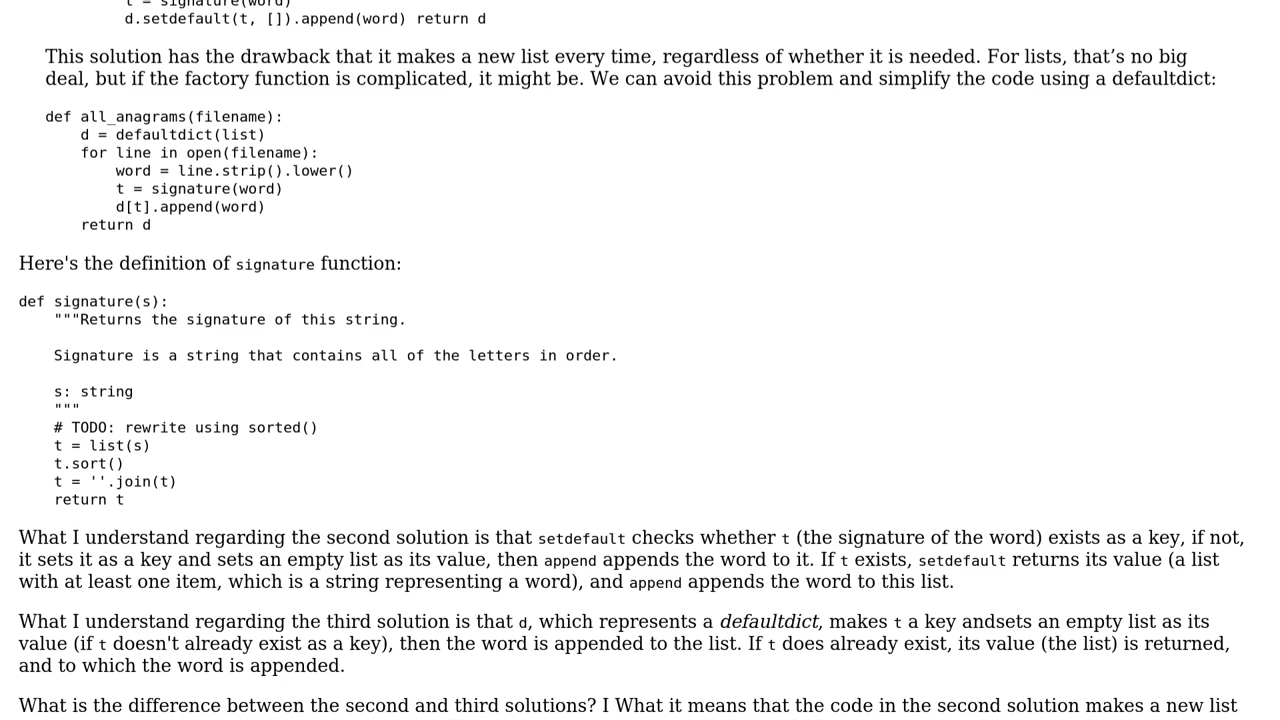 t = signature(word)
d.setdefault(t, []).append(word) return d
This solution has the drawback that it makes a new list every time, regardless of whether it is needed. For lists, that’s no big
deal, but if the factory function is complicated, it might be. We can avoid this problem and simplify the code using a defaultdict:
def all_anagrams(filename):
    d = defaultdict(list)
    for line in open(filename):
        word = line.strip().lower()
        t = signature(word)
        d[t].append(word)
    return d
Here's the definition of signature function:
def signature(s):
    """Returns the signature of this string.
    Signature is a string that contains all of the letters in order.
    s: string
    """
    # TODO: rewrite using sorted()
    t = list(s)
    t.sort()
    t = ''.join(t)
    return t
What I understand regarding the second solution is that setdefault checks whether t (the signature of the word) exists as a key, if not,
it sets it as a key and sets an empty list as its value, then append appends the word to it. If t exists, setdefault returns its value (a list
with at least one item, which is a string representing a word), and append appends the word to this list.
What I understand regarding the third solution is that d, which represents a defaultdict, makes t a key andsets an empty list as its
value (if t doesn't already exist as a key), then the word is appended to the list. If t does already exist, its value (the list) is returned,
and to which the word is appended.
What is the difference between the second and third solutions? I What it means that the code in the second solution makes a new list